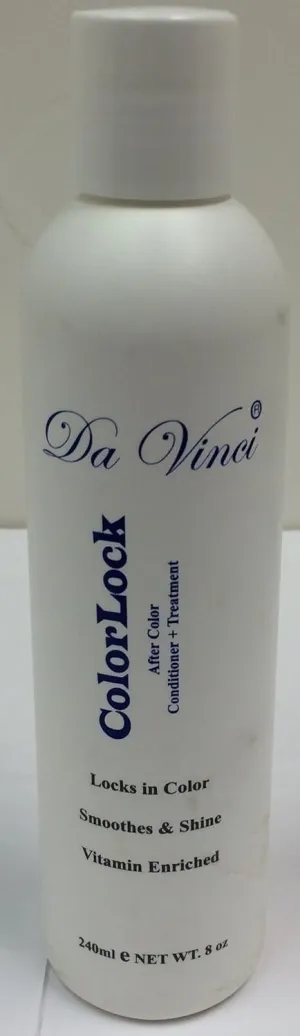 Da Vinci®
ColorLock
After Color
Conditioner + Treatment
Locks in Color
Smoothes & Shine
Vitamin Enriched
240ml e NET WT. 8 oz